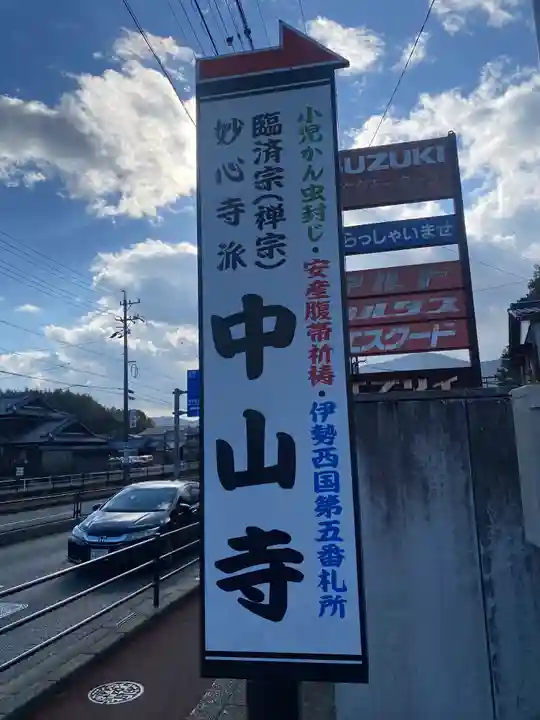 小児かん虫封じ・安産腹帯祈祷・伊勢西国第五番札所
臨済宗(禅宗)
妙心寺派
中山寺
SUZUKI
らっしゃいませ
エスクード